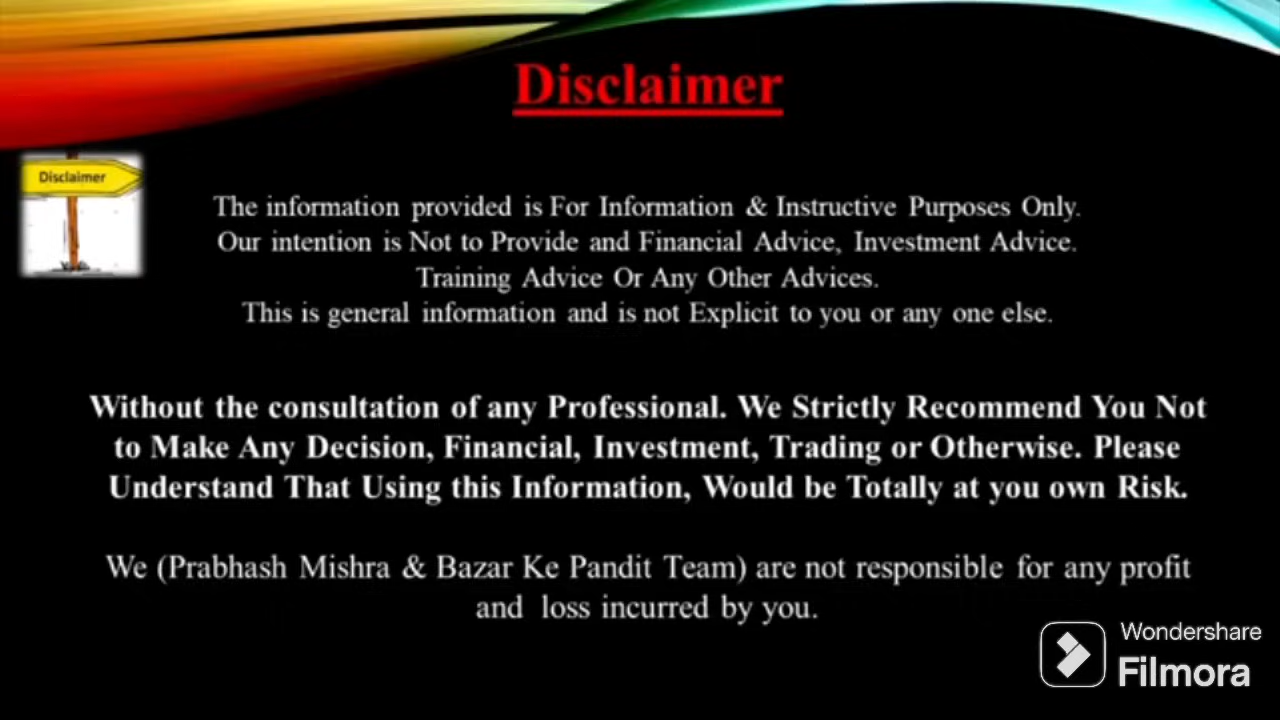 Disclaimer
Disclaimer
The information provided is For Information & Instructive Purposes Only.
Our intention is Not to Provide and Financial Advice, Investment Advice.
Training Advice Or Any Other Advices.
This is general information and is not Explicit to you or any one else.
Without the consultation of any Professional. We Strictly Recommend You Not
to Make Any Decision, Financial, Investment, Trading or Otherwise. Please
Understand That Using this Information, Would be Totally at you own Risk.
We (Prabhash Mishra & Bazar Ke Pandit Team) are not responsible for any profit
and loss incurred by you.
Wondershare
Filmora